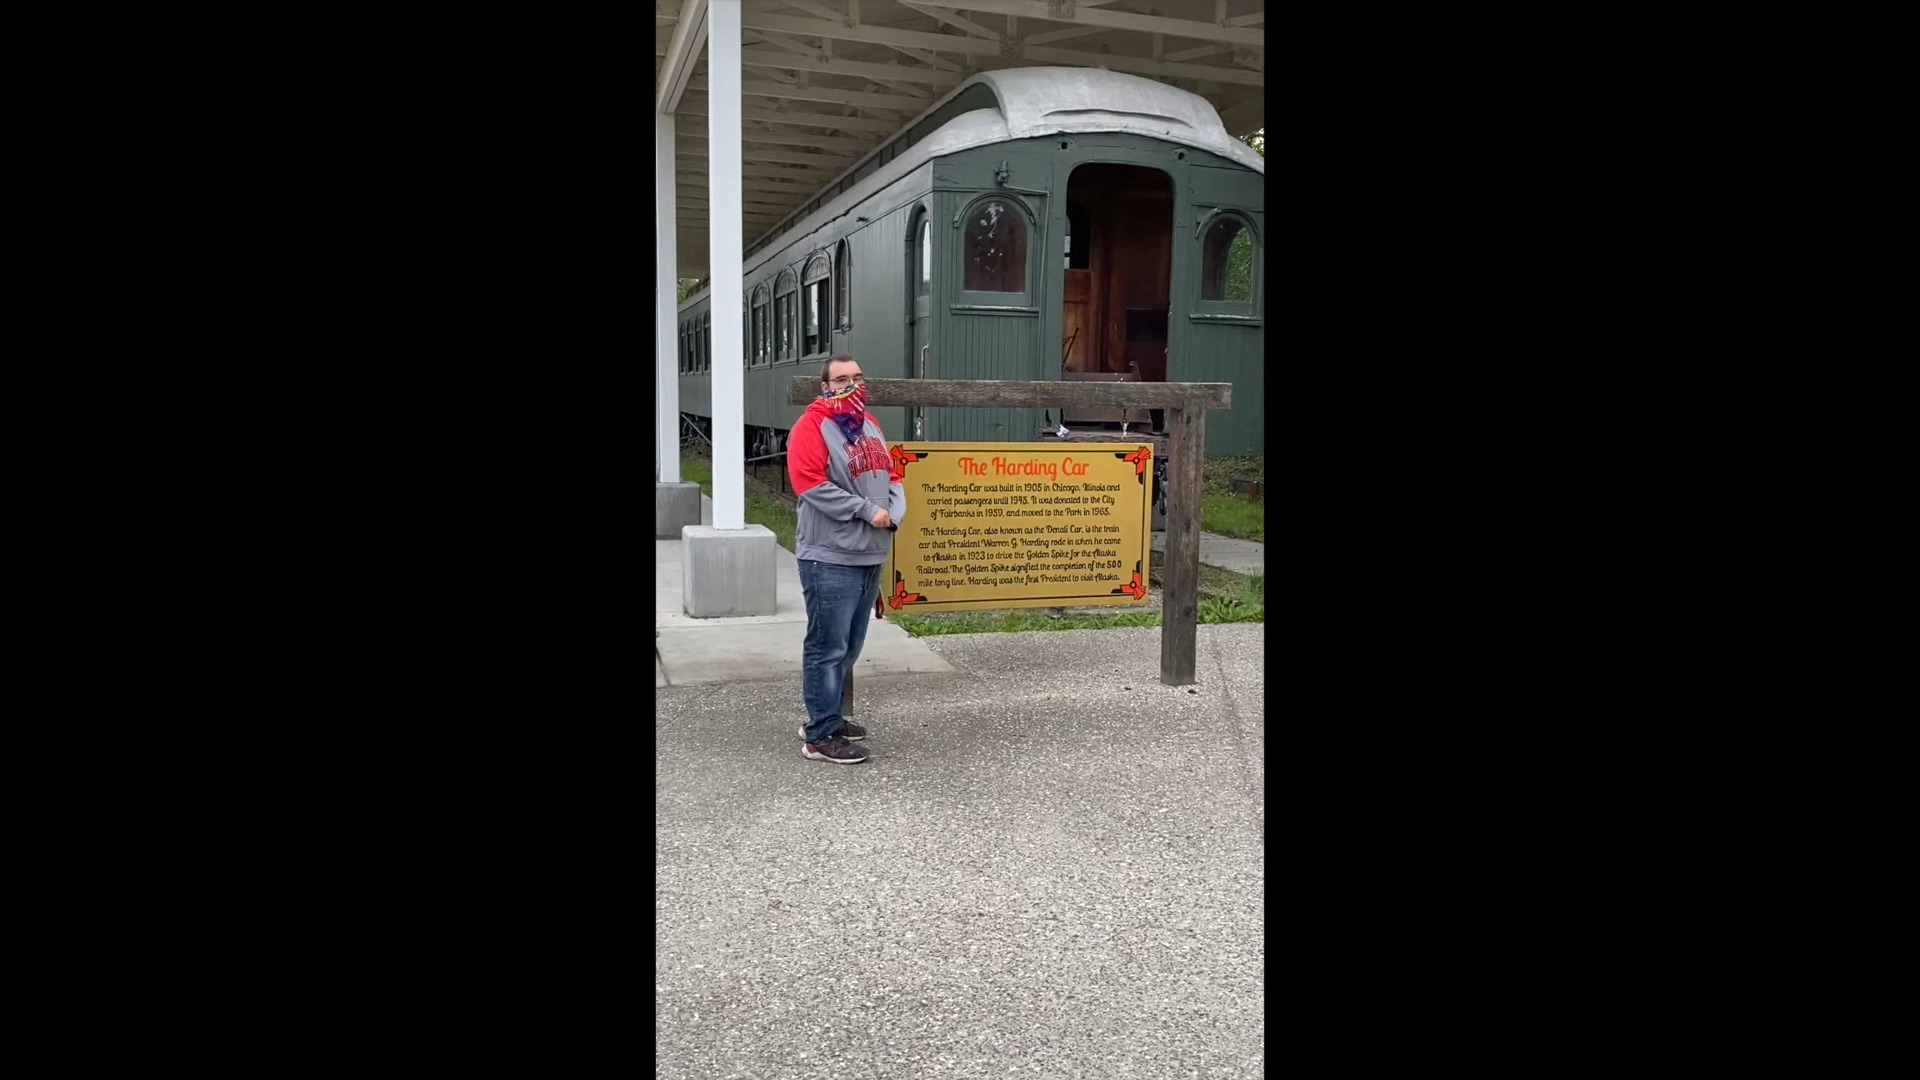 The Harding Car
The Harding Car was built in 1905 in Chicago, Illinois and
carried passengers until 1945. It was donated to the City
of Fairbanks in 1959, and moved to the Park in 1965.
The Harding Car, also known as the Denali Car, is the train
car that President Warren G. Harding rode in when he came
to Alaska in 1923 to drive the Golden Spike for the Alaska
Railroad. The Golden Spike signified the completion of the 500
mile long line. Harding was the first President to visit Alaska.